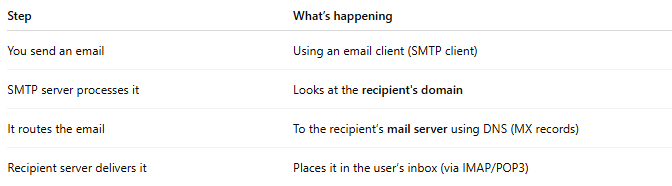 Step What's happening
You send an email Using an email client (SMTP client)
SMTP server processes it Looks at the recipient's domain
It routes the email To the recipient's mail server using DNS (MX records)
Recipient server delivers it Places it in the user's inbox (via IMAP/POP3)